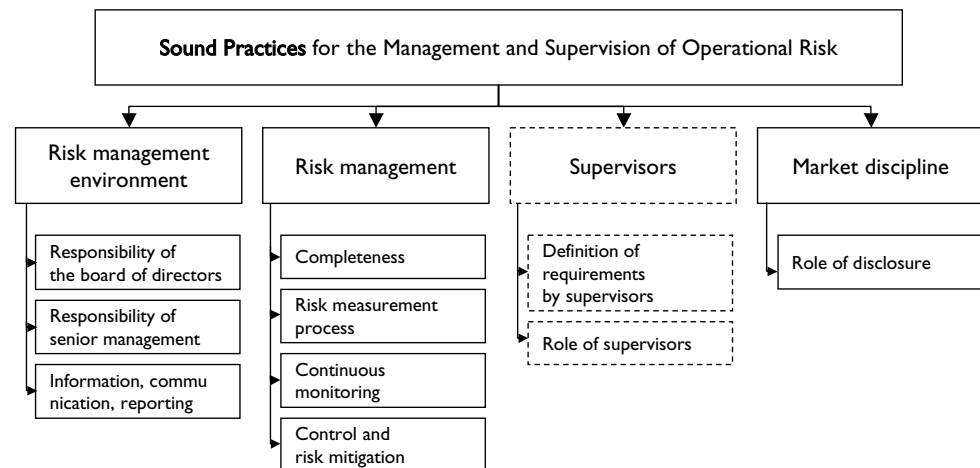 Sound Practices for the Management and Supervision of Operational Risk
Risk management
environment
Responsibility of
the board of directors
Responsibility of
senior management
Information, commu
nication, reporting
Risk management
Completeness
Risk measurement
process
Continuous
monitoring
Control and
risk mitigation
Supervisors
Definition of
requirements
by supervisors
Role of supervisors
Market discipline
Role of disclosure